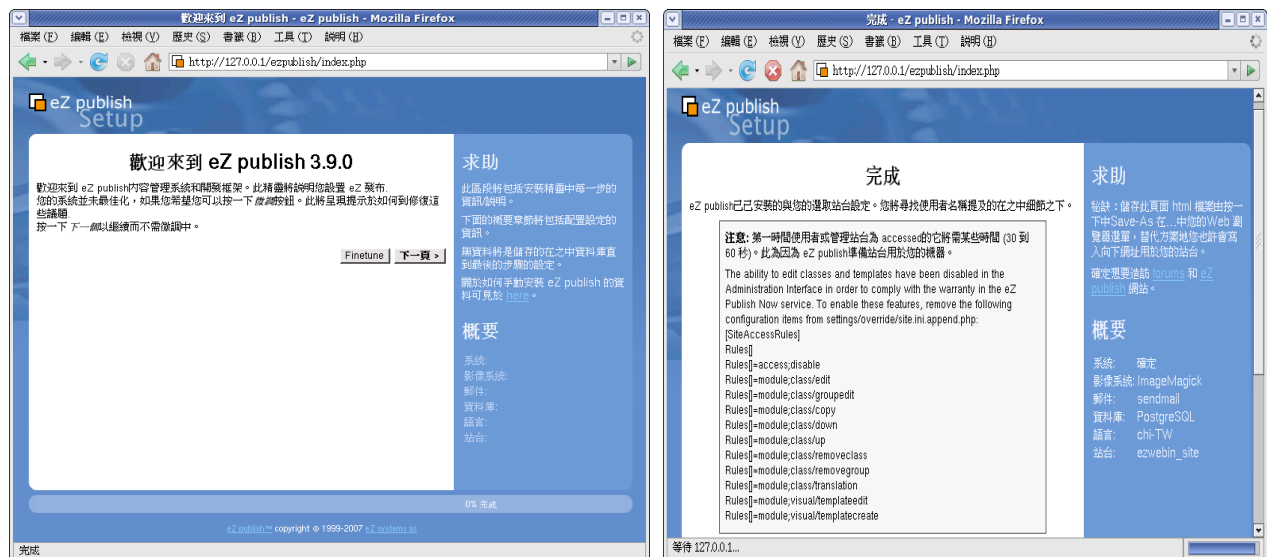 歡迎來到 eZ publish - eZ publish - Mozilla Firefox
檔案(F) 編輯(E) 檢視(V) 歷史(S) 書籤(B) 工具(T) 說明(H)
http://127.0.0.1/ezpublish/index.php
eZ publish
Setup
歡迎來到 eZ publish 3.9.0
歡迎來到 eZ publish內容管理系統和開發框架。此精靈將說明您設置 eZ 發布.
您的系統並未最佳化，如果您希望您可以按一下 微調按鈕。此將呈現提示於如何到修復這
些議題.
按一下 下一個以繼續而不需微調中。
Finetune
下一頁 >
求助
此區段將包括安裝精靈中每一步的
資訊/說明。
下面的概要章節將包括配置設定的
資訊。
無資料將是儲存的在之中資料庫直
到最後的步驟的設定。
關於如何手動安裝 eZ publish 的資
料可見於 here。
概要
系統:
影像系統:
郵件:
資料庫:
語言:
站台:
0% 完成
eZ publish™ copyright © 1999-2007 eZ systems as
完成
完成 - eZ publish - Mozilla Firefox
檔案(F) 編輯(E) 檢視(V) 歷史(S) 書籤(B) 工具(T) 說明(H)
http://127.0.0.1/ezpublish/index.php
eZ publish
Setup
完成
eZ publish已已安裝的與您的選取站台設定。您將尋找使用者名稱提及的在之中細節之下。
注意: 第一時間使用者或管理站台為 accessed的它將需某些時間 (30 到
60 秒)。此為因為 eZ publish準備站台用於您的機器。
The ability to edit classes and templates have been disabled in the
Administration Interface in order to comply with the warranty in the eZ
Publish Now service. To enable these features, remove the following
configuration items from settings/override/site.ini.append.php:
[SiteAccessRules]
Rules[]
Rules[]=access;disable
Rules[]=module;class/edit
Rules[]=module;class/groupedit
Rules[]=module;class/copy
Rules[]=module;class/down
Rules[]=module;class/up
Rules[]=module;class/removeclass
Rules[]=module;class/removegroup
Rules[]=module;class/translation
Rules[]=module;visual/templateedit
Rules[]=module;visual/templatecreate
求助
秘訣：儲存此頁面 html 檔案由按一
下中Save-As 在...中您的Web 瀏
覽器選單，替代方案地您也許會寫
入向下網址用於您的站台。
確定想要造訪 forums 和 eZ
publish 網站。
概要
系統: 確定
影像系統: ImageMagick
郵件: sendmail
資料庫: PostgreSQL
語言: chi-TW
站台: ezwebin_site
等待 127.0.0.1...